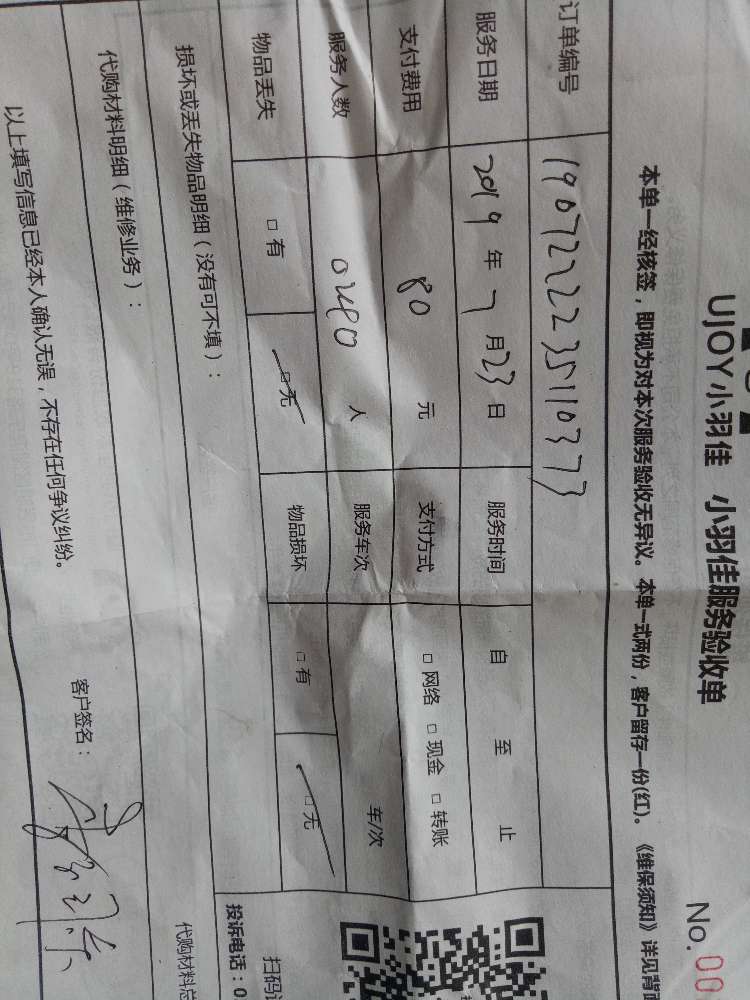 UJOY小羽佳 小羽佳服务验收单
No.00
本单一经核签，即视为对本次服务验收无异议。本单一式两份，客户留存一份(红)。《维保须知》详见背面
订单编号
服务日期 2019 年 7 月 23 日 服务时间 自 至 止
支付费用 80 元 支付方式 □ 网络 □ 现金 □ 转账
服务人数 人 服务车次 车/次
物品丢失 □ 有 □ 无 物品损坏 □ 有 □ 无
损坏或丢失物品明细（没有可不填）：
投诉电话：0
代购材料明细（维修业务）：
代购材料总
以上填写信息已经本人确认无误，不存在任何争议纠纷。
客户签名：